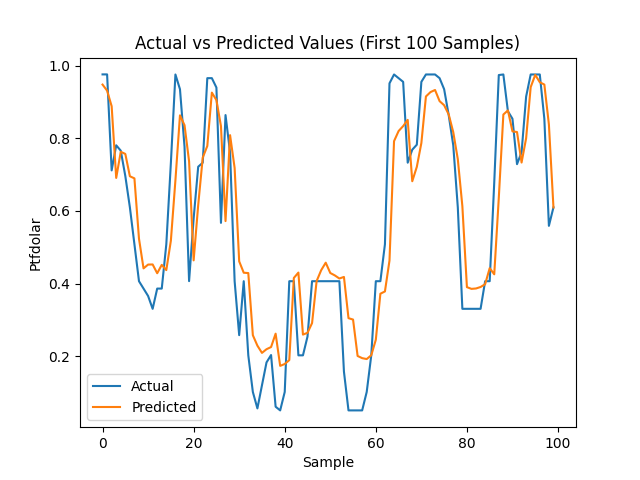 Actual vs Predicted Values (First 100 Samples)
1.0
0.8
0.6
0.4
0.2
Ptfdolar
Actual
Predicted
0 20 40 60 80 100
Sample